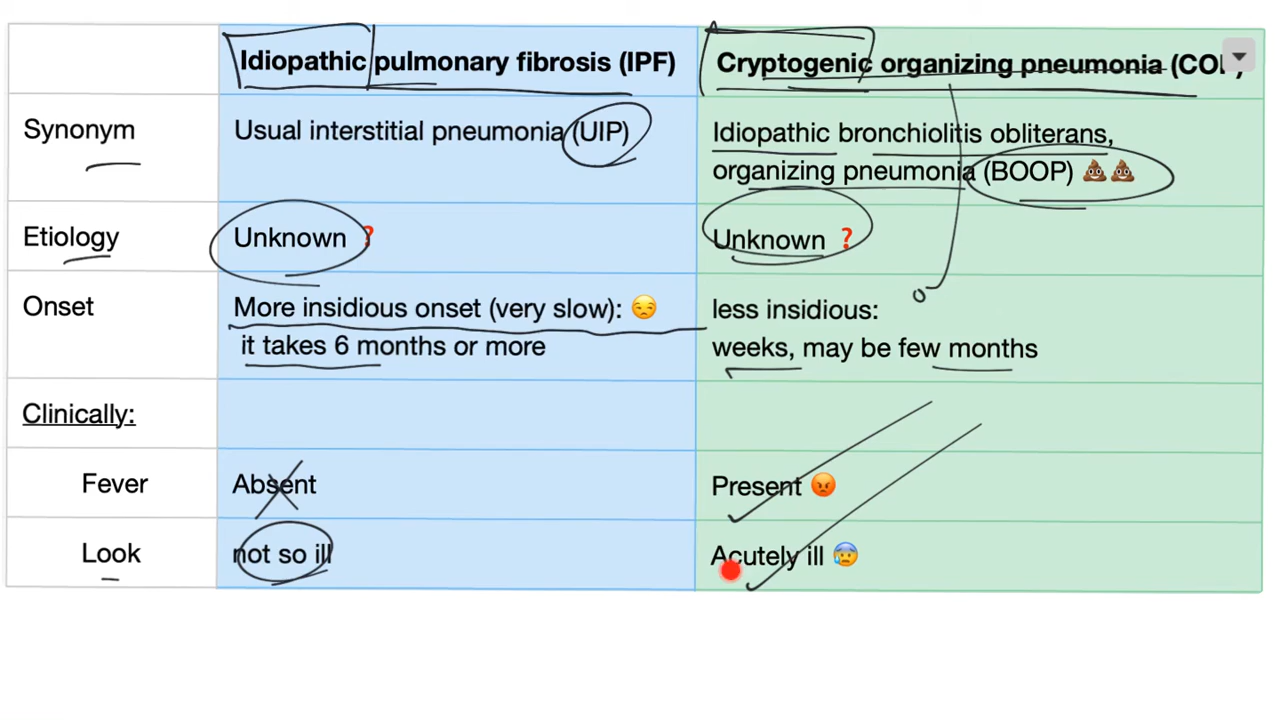 Idiopathic pulmonary fibrosis (IPF)
Cryptogenic organizing pneumonia
Synonym
Usual interstitial pneumonia (UIP)
Idiopathic bronchiolitis obliterans,
organizing pneumonia (BOOP) 💩💩
Etiology
Unknown ❓
Unknown ❓
Onset
More insidious onset (very slow): 😒
it takes 6 months or more
less insidious:
weeks, may be few months
Clinically:
Fever
Absent
Present 😡
Look
not so ill
Acutely ill 😰